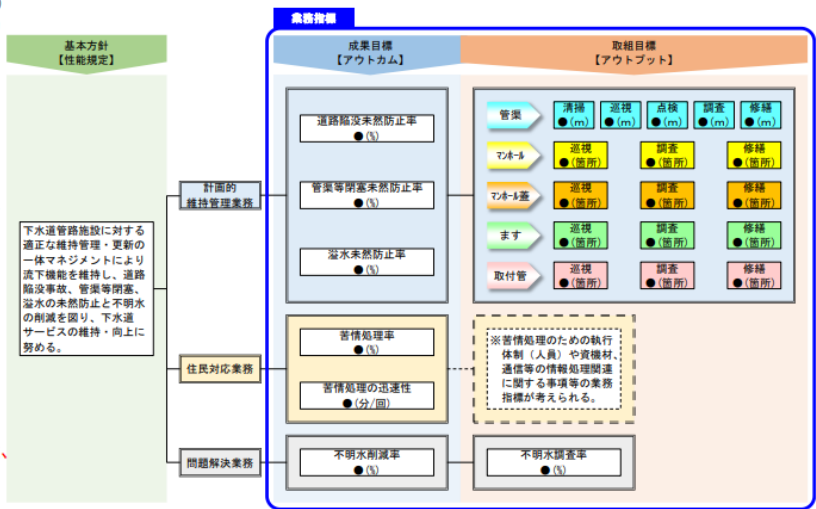 業務指標
基本方針
【性能規定】
成果目標
【アウトカム】
取組目標
【アウトプット】
下水道管路施設に対する
適正な維持管理・更新の
一体マネジメントにより
流下機能を維持し、道路
陥没事故、管渠等閉塞、
溢水の未然防止と不明水
の削減を図り、下水道
サービスの維持・向上に
努める。
計画的
維持管理業務
道路陥没未然防止率
●(%)
管渠等閉塞未然防止率
●(%)
溢水未然防止率
●(%)
管渠
清掃
●(m)
巡視
●(m)
点検
●(m)
調査
●(m)
修繕
●(m)
マンホール
巡視
●(箇所)
調査
●(箇所)
修繕
●(箇所)
マンホール蓋
巡視
●(箇所)
調査
●(箇所)
修繕
●(箇所)
ます
巡視
●(箇所)
調査
●(箇所)
修繕
●(箇所)
取付管
巡視
●(箇所)
調査
●(箇所)
修繕
●(箇所)
住民対応業務
苦情処理率
●(%)
苦情処理の迅速性
●(分/回)
※苦情処理のための執行
体制(人員)や資機材、
通信等の情報処理関連
に関する事項等の業務
指標が考えられる。
問題解決業務
不明水削減率
●(%)
不明水調査率
●(%)